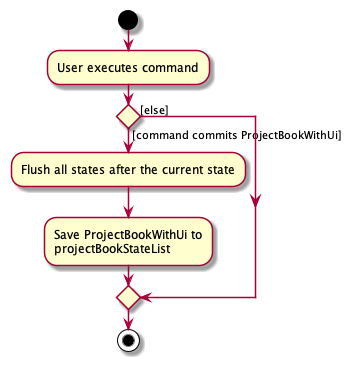 User executes command
[else]
[command commits ProjectBookWithUi]
Flush all states after the current state
Save ProjectBookWithUi to
projectBookStateList